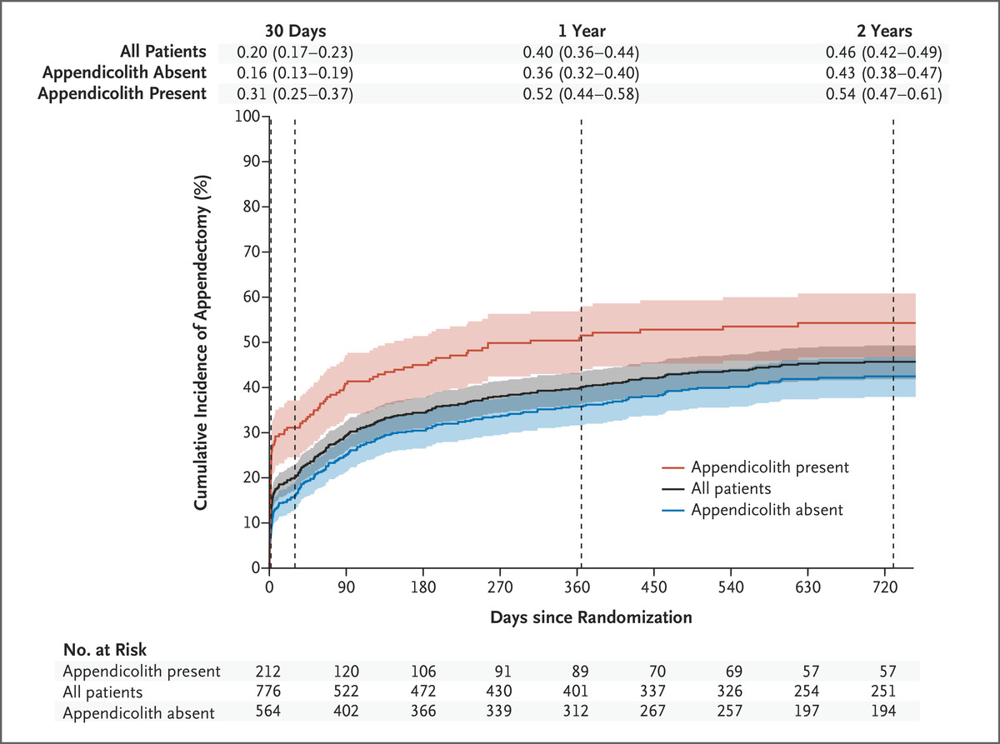 30 Days 1 Year 2 Years
All Patients 0.20 (0.17–0.23) 0.40 (0.36–0.44) 0.46 (0.42–0.49)
Appendicolith Absent 0.16 (0.13–0.19) 0.36 (0.32–0.40) 0.43 (0.38–0.47)
Appendicolith Present 0.31 (0.25–0.37) 0.52 (0.44–0.58) 0.54 (0.47–0.61)
Cumulative Incidence of Appendectomy (%)
100
90
80
70
60
50
40
30
20
10
0
Appendicolith present
All patients
Appendicolith absent
0 90 180 270 360 450 540 630 720
Days since Randomization
No. at Risk
Appendicolith present 212 120 106 91 89 70 69 57 57
All patients 776 522 472 430 401 337 326 254 251
Appendicolith absent 564 402 366 339 312 267 257 197 194